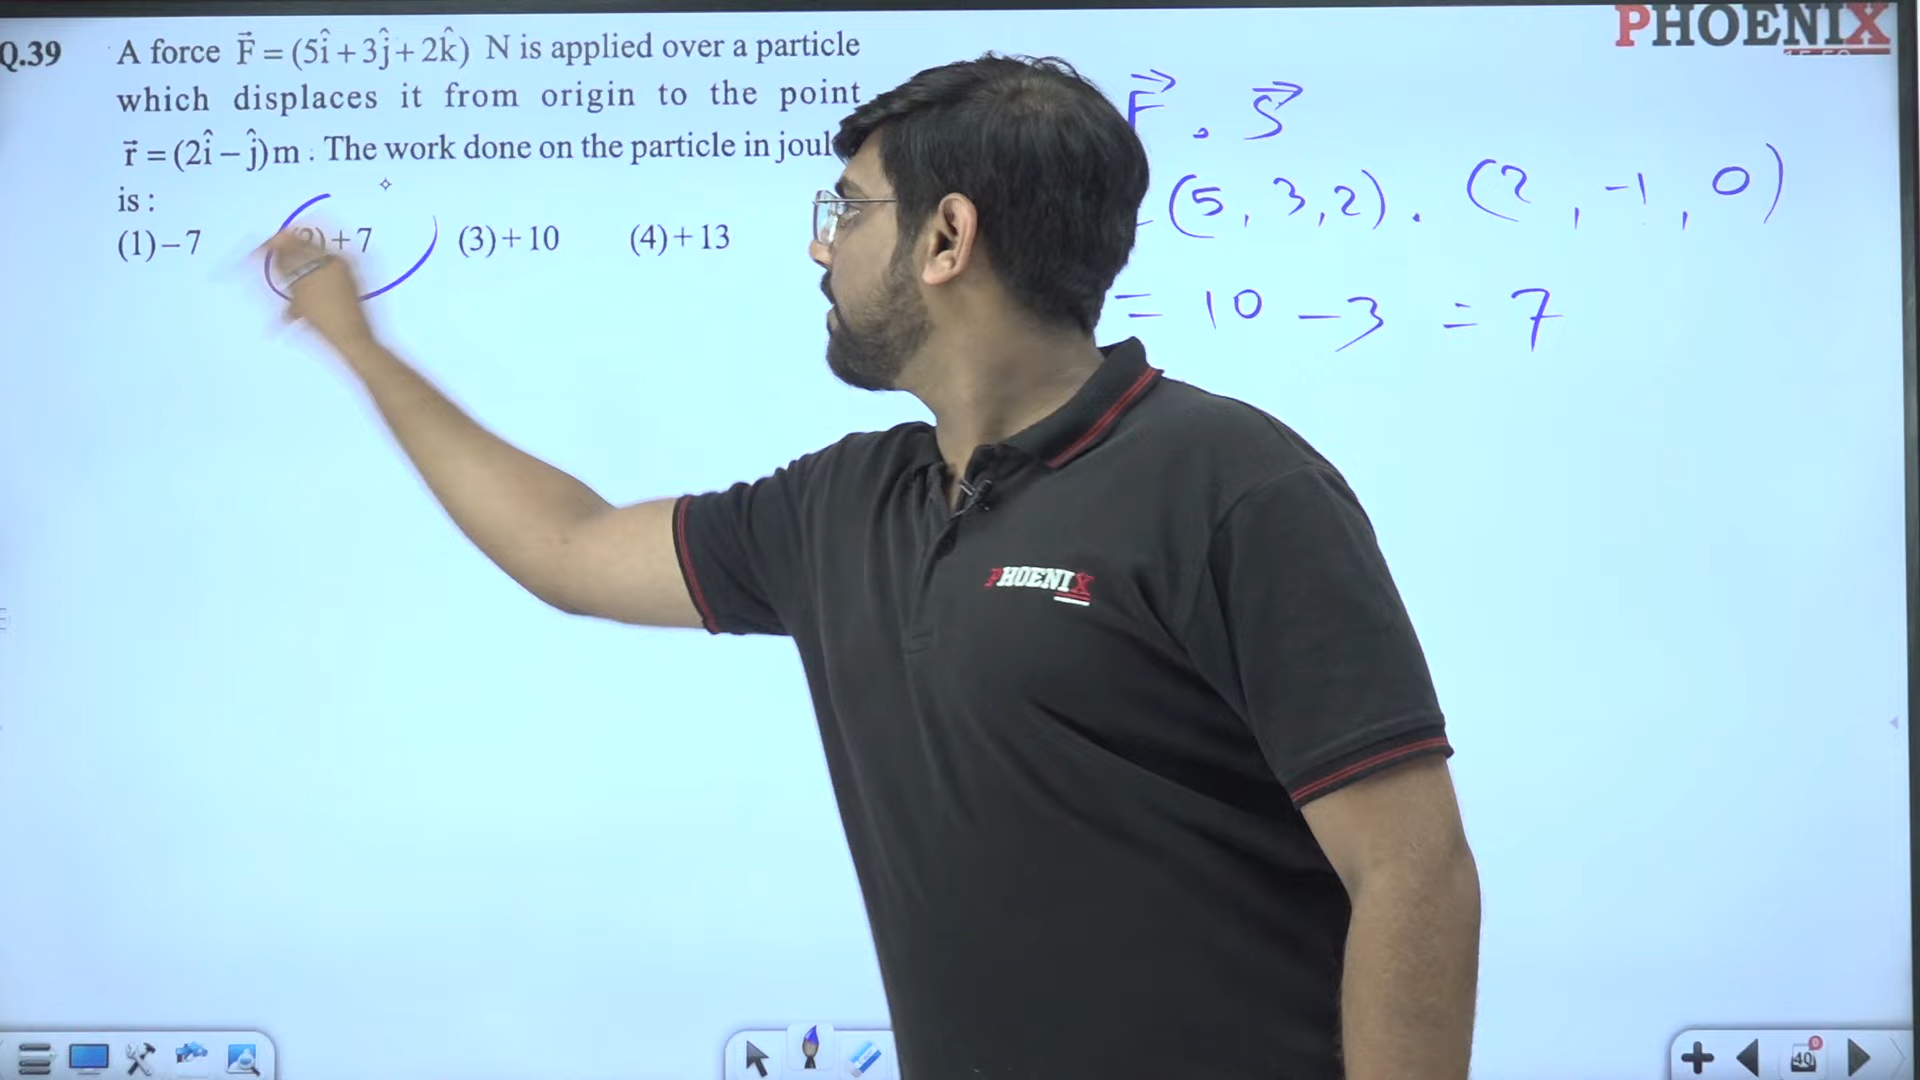 PHOENIX
Q.39 A force F⃗ = (5î + 3ĵ + 2k̂) N is applied over a particle
which displaces it from origin to the point
r⃗ = (2î – ĵ)m . The work done on the particle in joul
is :
(1) – 7 (2) + 7 (3) + 10 (4) + 13
F⃗ . S⃗
= (5, 3, 2) . (2, -1, 0)
= 10 - 3 = 7
PHOENIX
40
0